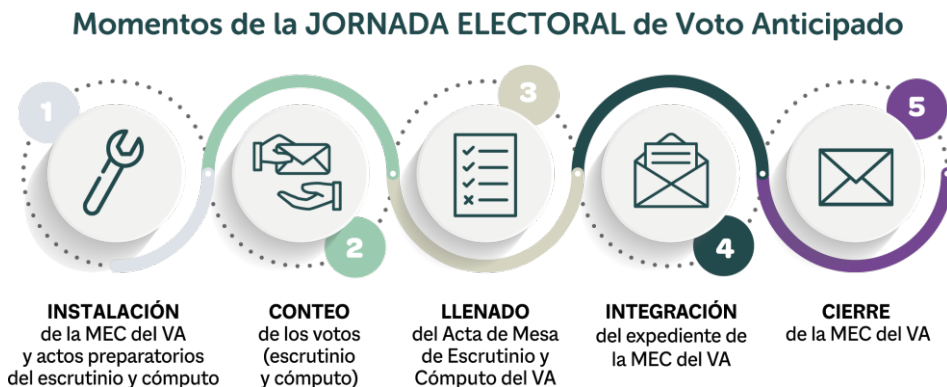 Momentos de la JORNADA ELECTORAL de Voto Anticipado
1
2
3
4
5
INSTALACIÓN
de la MEC del VA
y actos preparatorios
del escrutinio y cómputo
CONTEO
de los votos
(escrutinio
y cómputo)
LLENADO
del Acta de Mesa
de Escrutinio y
Cómputo del VA
INTEGRACIÓN
del expediente de
la MEC del VA
CIERRE
de la MEC del VA